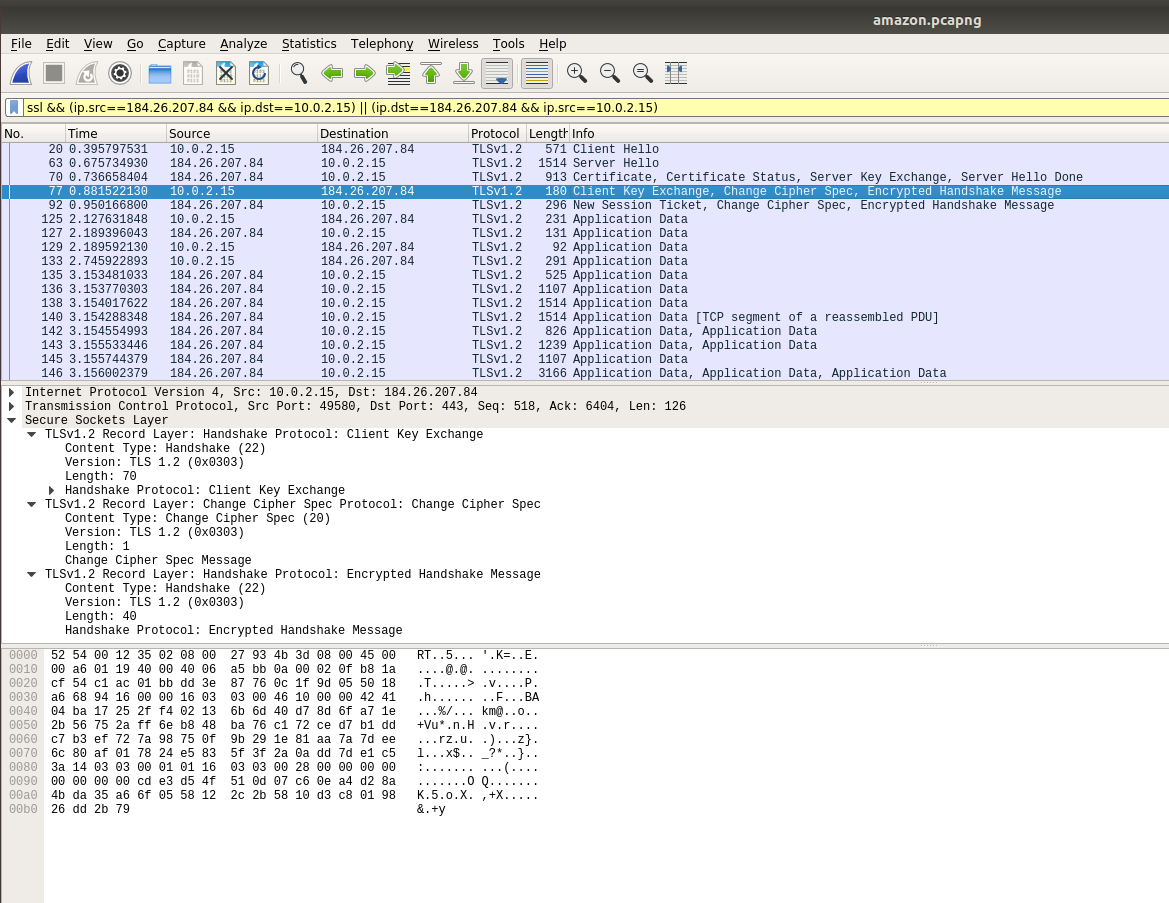 amazon.pcapng
File Edit View Go Capture Analyze Statistics Telephony Wireless Tools Help
ssl && (ip.src==184.26.207.84 && ip.dst==10.0.2.15) || (ip.dst==184.26.207.84 && ip.src==10.0.2.15)
No. Time Source Destination Protocol Length Info
20 0.395797531 10.0.2.15 184.26.207.84 TLSv1.2 571 Client Hello
63 0.675734930 184.26.207.84 10.0.2.15 TLSv1.2 1514 Server Hello
70 0.736658404 184.26.207.84 10.0.2.15 TLSv1.2 913 Certificate, Certificate Status, Server Key Exchange, Server Hello Done
77 0.881522130 10.0.2.15 184.26.207.84 TLSv1.2 180 Client Key Exchange, Change Cipher Spec, Encrypted Handshake Message
92 0.950166800 184.26.207.84 10.0.2.15 TLSv1.2 296 New Session Ticket, Change Cipher Spec, Encrypted Handshake Message
125 2.127631848 10.0.2.15 184.26.207.84 TLSv1.2 231 Application Data
127 2.189396043 184.26.207.84 10.0.2.15 TLSv1.2 131 Application Data
129 2.189592130 10.0.2.15 184.26.207.84 TLSv1.2 92 Application Data
133 2.745922893 10.0.2.15 184.26.207.84 TLSv1.2 291 Application Data
135 3.153481033 184.26.207.84 10.0.2.15 TLSv1.2 525 Application Data
136 3.153770303 184.26.207.84 10.0.2.15 TLSv1.2 1107 Application Data
138 3.154017622 184.26.207.84 10.0.2.15 TLSv1.2 1514 Application Data
140 3.154288348 184.26.207.84 10.0.2.15 TLSv1.2 1514 Application Data [TCP segment of a reassembled PDU]
142 3.154554993 184.26.207.84 10.0.2.15 TLSv1.2 826 Application Data, Application Data
143 3.155533446 184.26.207.84 10.0.2.15 TLSv1.2 1239 Application Data, Application Data
145 3.155744379 184.26.207.84 10.0.2.15 TLSv1.2 1107 Application Data
146 3.156002379 184.26.207.84 10.0.2.15 TLSv1.2 3166 Application Data, Application Data, Application Data
Internet Protocol Version 4, Src: 10.0.2.15, Dst: 184.26.207.84
Transmission Control Protocol, Src Port: 49580, Dst Port: 443, Seq: 518, Ack: 6404, Len: 126
Secure Sockets Layer
TLSv1.2 Record Layer: Handshake Protocol: Client Key Exchange
Content Type: Handshake (22)
Version: TLS 1.2 (0x0303)
Length: 70
Handshake Protocol: Client Key Exchange
TLSv1.2 Record Layer: Change Cipher Spec Protocol: Change Cipher Spec
Content Type: Change Cipher Spec (20)
Version: TLS 1.2 (0x0303)
Length: 1
Change Cipher Spec Message
TLSv1.2 Record Layer: Handshake Protocol: Encrypted Handshake Message
Content Type: Handshake (22)
Version: TLS 1.2 (0x0303)
Length: 40
Handshake Protocol: Encrypted Handshake Message
0000 52 54 00 12 35 02 08 00 27 93 4b 3d 08 00 45 00 RT..5... '.K=..E.
0010 00 a6 01 19 40 00 40 06 a5 bb 0a 00 02 0f b8 1a ....@.@. ........
0020 cf 54 c1 ac 01 bb dd 3e 87 76 0c 1f 9d 05 50 18 .T.....> .v....P.
0030 a6 68 94 16 00 00 16 03 03 00 46 10 00 00 42 41 .h...... ..F...BA
0040 04 ba 17 25 2f f4 02 13 6b 6d 40 d7 8d 6f a7 1e ...%/... km@..o..
0050 2b 56 75 2a ff 6e b8 48 ba 76 c1 72 ce d7 b1 dd +Vu*.n.H .v.r....
0060 c7 b3 ef 72 7a 98 75 0f 9b 29 1e 81 aa 7a 7d ee ...rz.u. .)...z}.
0070 6c 80 af 01 78 24 e5 83 5f 3f 2a 0a dd 7d e1 c5 l...x$.. _?*..}..
0080 3a 14 03 03 00 01 01 16 03 03 00 28 00 00 00 00 :....... ...(....
0090 00 00 00 00 cd e3 d5 4f 51 0d 07 c6 0e a4 d2 8a .......O Q.......
00a0 4b da 35 a6 6f 05 58 12 2c 2b 58 10 d3 c8 01 98 K.5.o.X. ,+X.....
00b0 26 dd 2b 79 &.+y